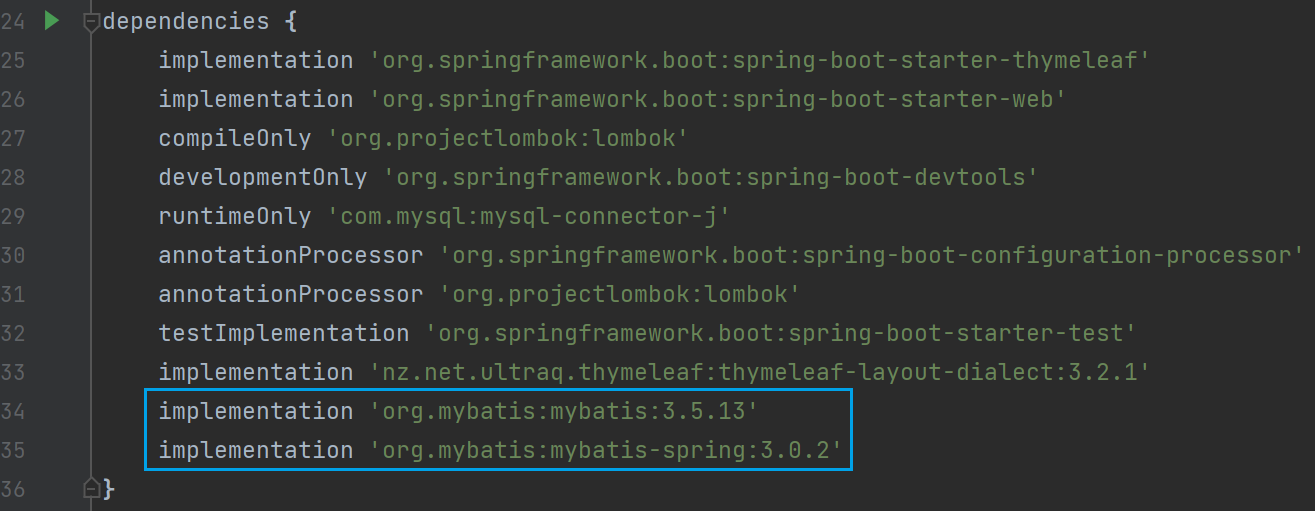 24 dependencies {
25 implementation 'org.springframework.boot:spring-boot-starter-thymeleaf'
26 implementation 'org.springframework.boot:spring-boot-starter-web'
27 compileOnly 'org.projectlombok:lombok'
28 developmentOnly 'org.springframework.boot:spring-boot-devtools'
29 runtimeOnly 'com.mysql:mysql-connector-j'
30 annotationProcessor 'org.springframework.boot:spring-boot-configuration-processor'
31 annotationProcessor 'org.projectlombok:lombok'
32 testImplementation 'org.springframework.boot:spring-boot-starter-test'
33 implementation 'nz.net.ultraq.thymeleaf:thymeleaf-layout-dialect:3.2.1'
34 implementation 'org.mybatis:mybatis:3.5.13'
35 implementation 'org.mybatis:mybatis-spring:3.0.2'
36 }